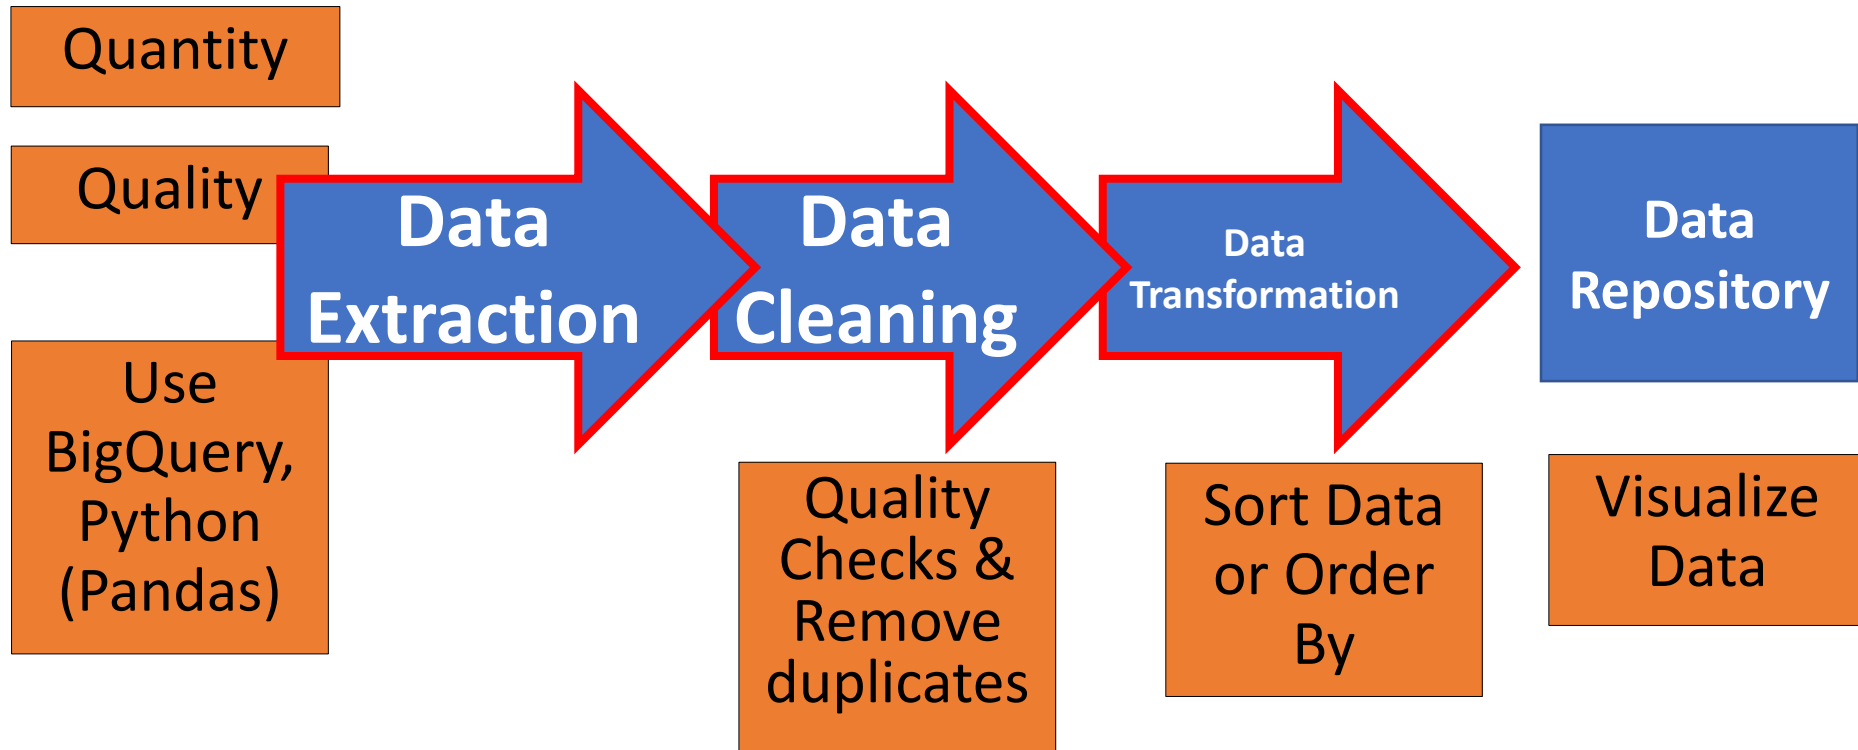 Quantity
Quality
Data
Extraction
Use
BigQuery,
Python
(Pandas)
Data
Cleaning
Quality
Checks &
Remove
duplicates
Data
Transformation
Sort Data
or Order
By
Data
Repository
Visualize
Data